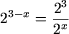 2^{3-x} = \frac{2^3}{2^x}